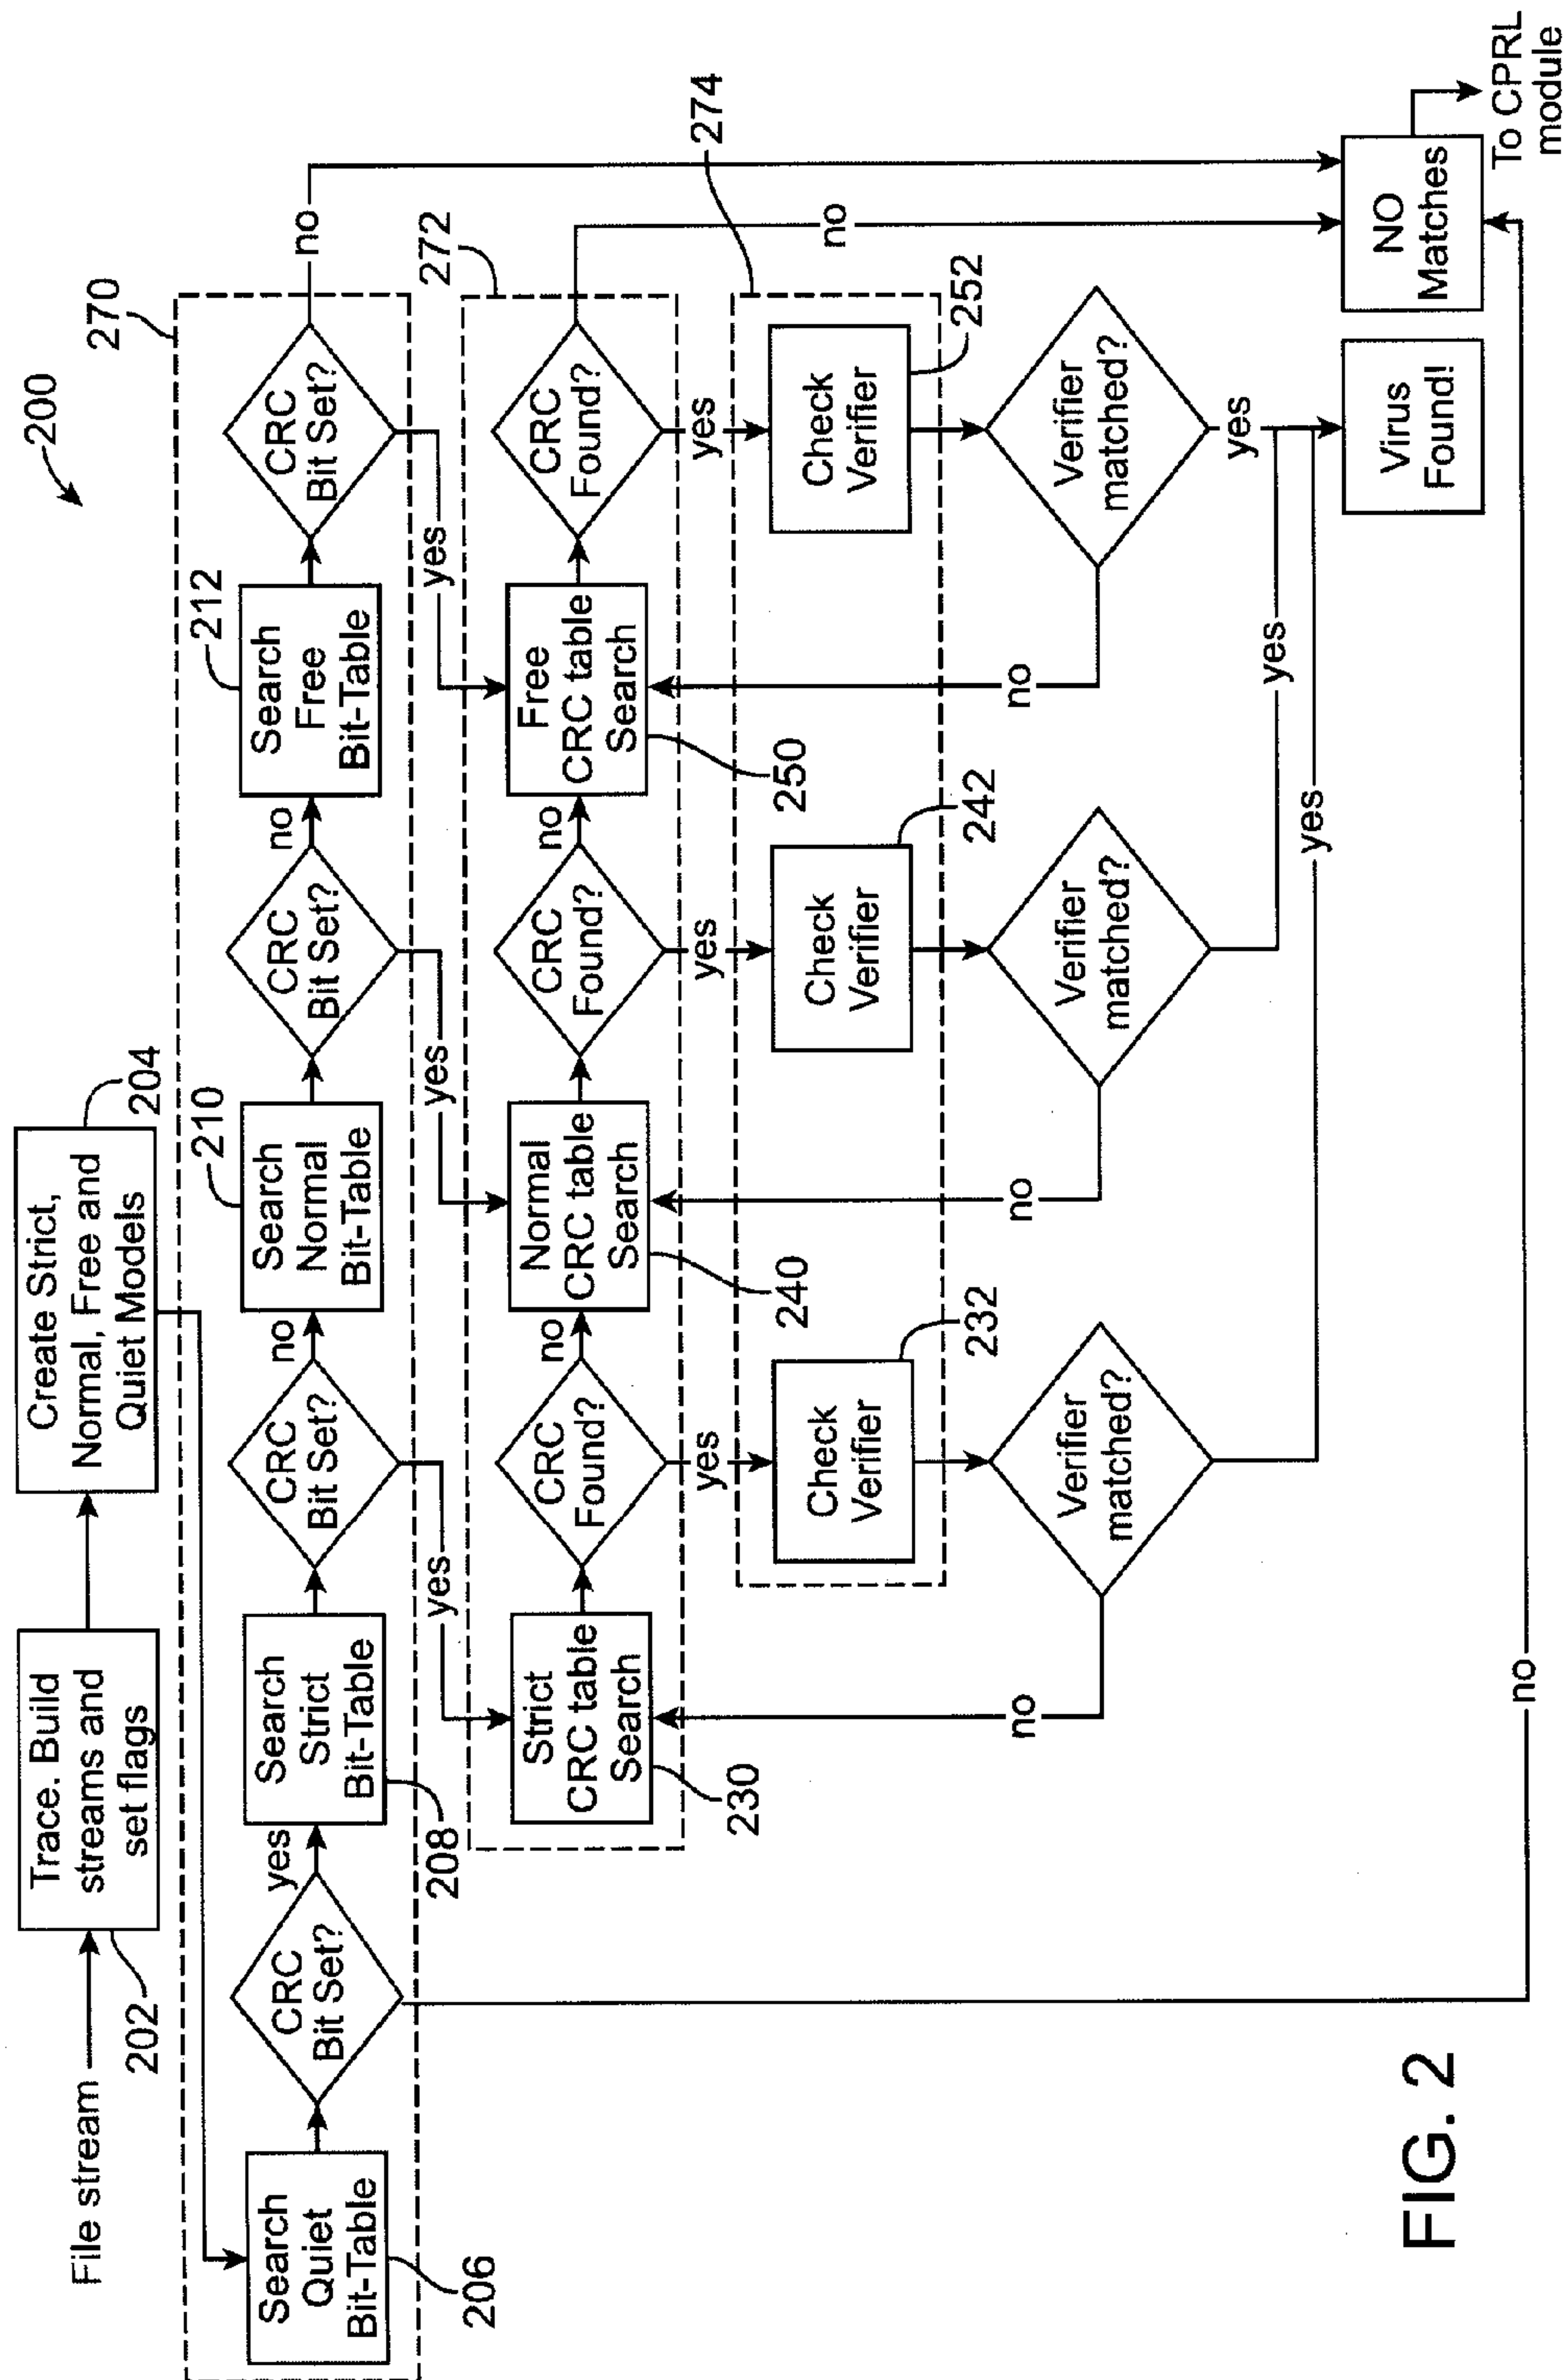 200
File stream
202
Trace. Build
streams and
set flags
Create Strict,
Normal, Free and
Quiet Models
204
270
Search
Quiet
Bit-Table
206
CRC
Bit Set?
yes
no
Search
Strict
Bit-Table
208
CRC
Bit Set?
no
yes
Search
Normal
Bit-Table
210
CRC
Bit Set?
no
yes
Search
Free
Bit-Table
212
CRC
Bit Set?
no
yes
272
Strict
CRC table
Search
230
CRC
Found?
no
yes
Normal
CRC table
Search
240
CRC
Found?
no
yes
Free
CRC table
Search
250
CRC
Found?
no
yes
274
Check
Verifier
232
Check
Verifier
242
Check
Verifier
252
no
Verifier
matched?
yes
no
Verifier
matched?
yes
no
Verifier
matched?
yes
Virus
Found!
NO
Matches
To CPRL
module
FIG. 2